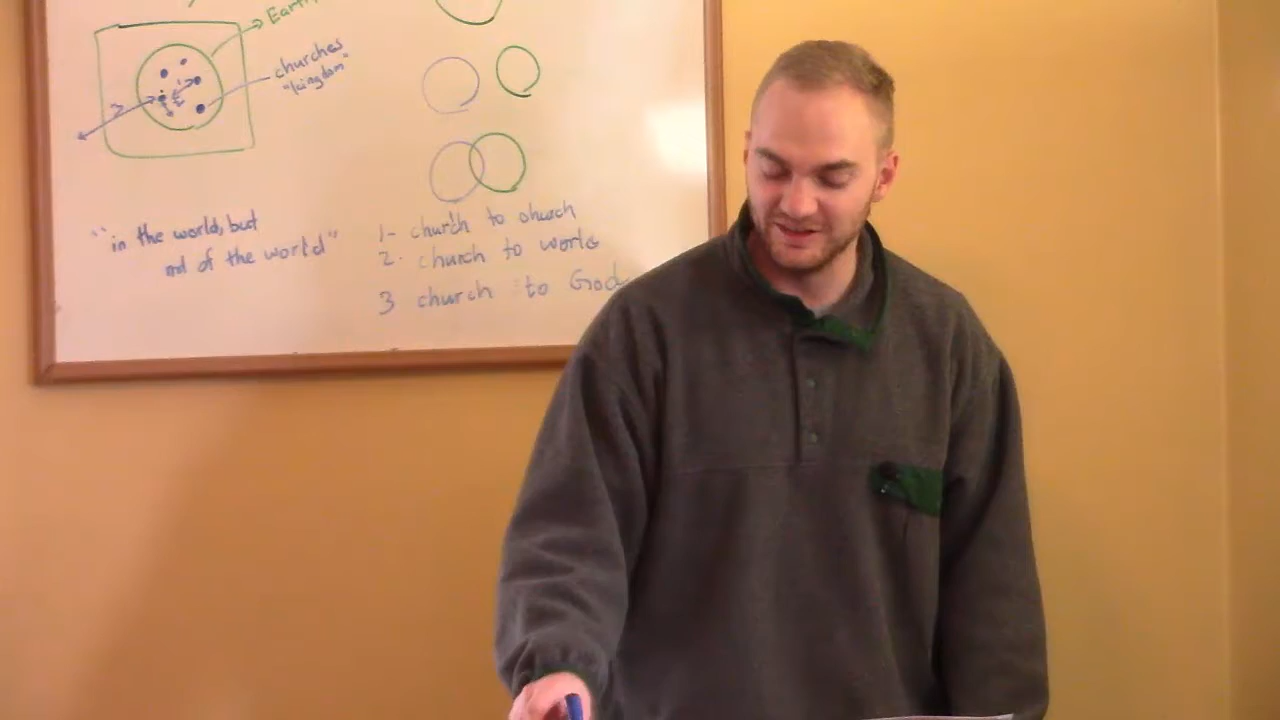 Earth
churches
"kingdom"
"in the world, but
not of the world"
1- church to church
2. church to world
3 church to God